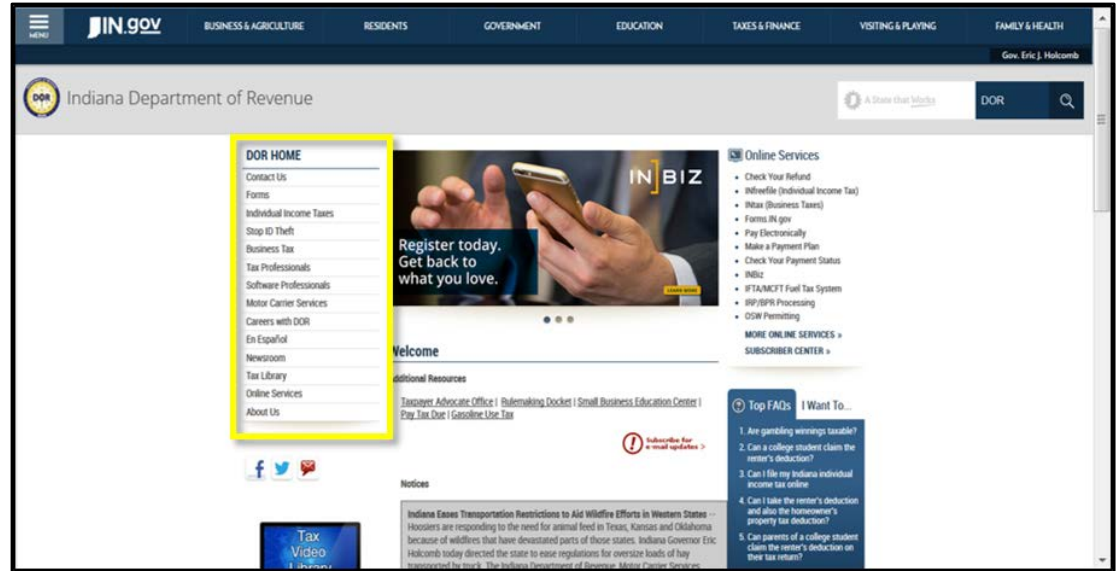 MENU
IN.gov
BUSINESS & AGRICULTURE
RESIDENTS
GOVERNMENT
EDUCATION
TAXES & FINANCE
VISITING & PLAYING
FAMILY & HEALTH
Gov. Eric J. Holcomb
DOR
Indiana Department of Revenue
A State that Works
DOR
DOR HOME
Contact Us
Forms
Individual Income Taxes
Stop ID Theft
Business Tax
Tax Professionals
Software Professionals
Motor Carrier Services
Careers with DOR
En Español
Newsroom
Tax Library
Online Services
About Us
Tax
Video
Library
IN BIZ
Register today.
Get back to
what you love.
LEARN MORE
Welcome
Additional Resources
Taxpayer Advocate Office | Rulemaking Docket | Small Business Education Center |
Pay Tax Due | Gasoline Use Tax
Subscribe for
e-mail updates >
Notices
Indiana Eases Transportation Restrictions to Aid Wildfire Efforts in Western States --
Hoosiers are responding to the need for animal feed in Texas, Kansas and Oklahoma
because of wildfires that have devastated parts of those states. Indiana Governor Eric
Holcomb today directed the state to ease regulations for oversize loads of hay
transported by truck. The Indiana Department of Revenue, Motor Carrier Services
Online Services
• Check Your Refund
• INfreefile (Individual Income Tax)
• INtax (Business Taxes)
• Forms.IN.gov
• Pay Electronically
• Make a Payment Plan
• Check Your Payment Status
• INBiz
• IFTA/MCFT Fuel Tax System
• IRP/BPR Processing
• OSW Permitting
MORE ONLINE SERVICES »
SUBSCRIBER CENTER »
Top FAQs
I Want To...
1. Are gambling winnings taxable?
2. Can a college student claim the
renter's deduction?
3. Can I file my Indiana individual
income tax online
4. Can I take the renter's deduction
and also the homeowner's
property tax deduction?
5. Can parents of a college student
claim the renter's deduction on
their tax return?